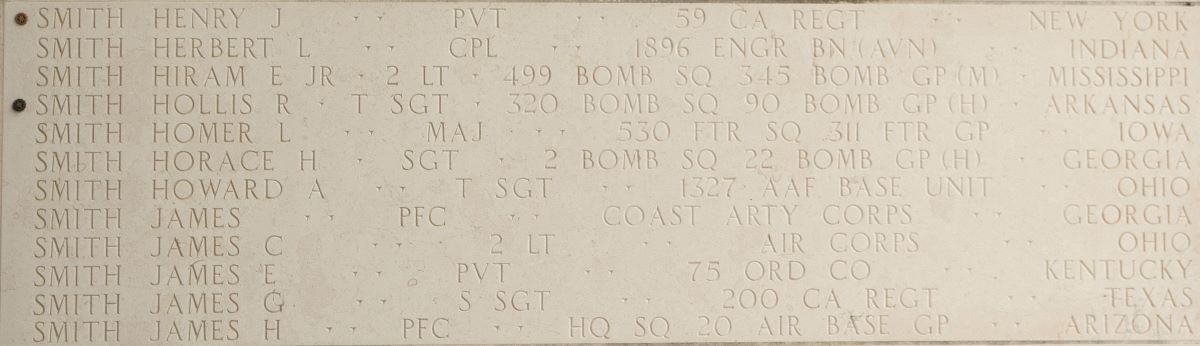 SMITH HENRY J · · PVT · · 59 CA REGT · · NEW YORK
SMITH HERBERT L · · CPL · · 1896 ENGR BN (AVN) · · INDIANA
SMITH HIRAM E JR · 2 LT · 499 BOMB SQ 345 BOMB GP (M) · MISSISSIPPI
SMITH HOLLIS R · T SGT · 320 BOMB SQ 90 BOMB GP (H) · ARKANSAS
SMITH HOMER L · · MAJ · · · 530 FTR SQ 311 FTR GP · · IOWA
SMITH HORACE H · SGT · 2 BOMB SQ 22 BOMB GP (H) · GEORGIA
SMITH HOWARD A · · T SGT · · 1327 AAF BASE UNIT · · OHIO
SMITH JAMES · · PFC · · COAST ARTY CORPS · · GEORGIA
SMITH JAMES C · · · 2 LT · · AIR CORPS · · OHIO
SMITH JAMES E · · PVT · · 75 ORD CO · · KENTUCKY
SMITH JAMES G · · S SGT · · 200 CA REGT · · TEXAS
SMITH JAMES H · · PFC · · HQ SQ 20 AIR BASE GP · · ARIZONA